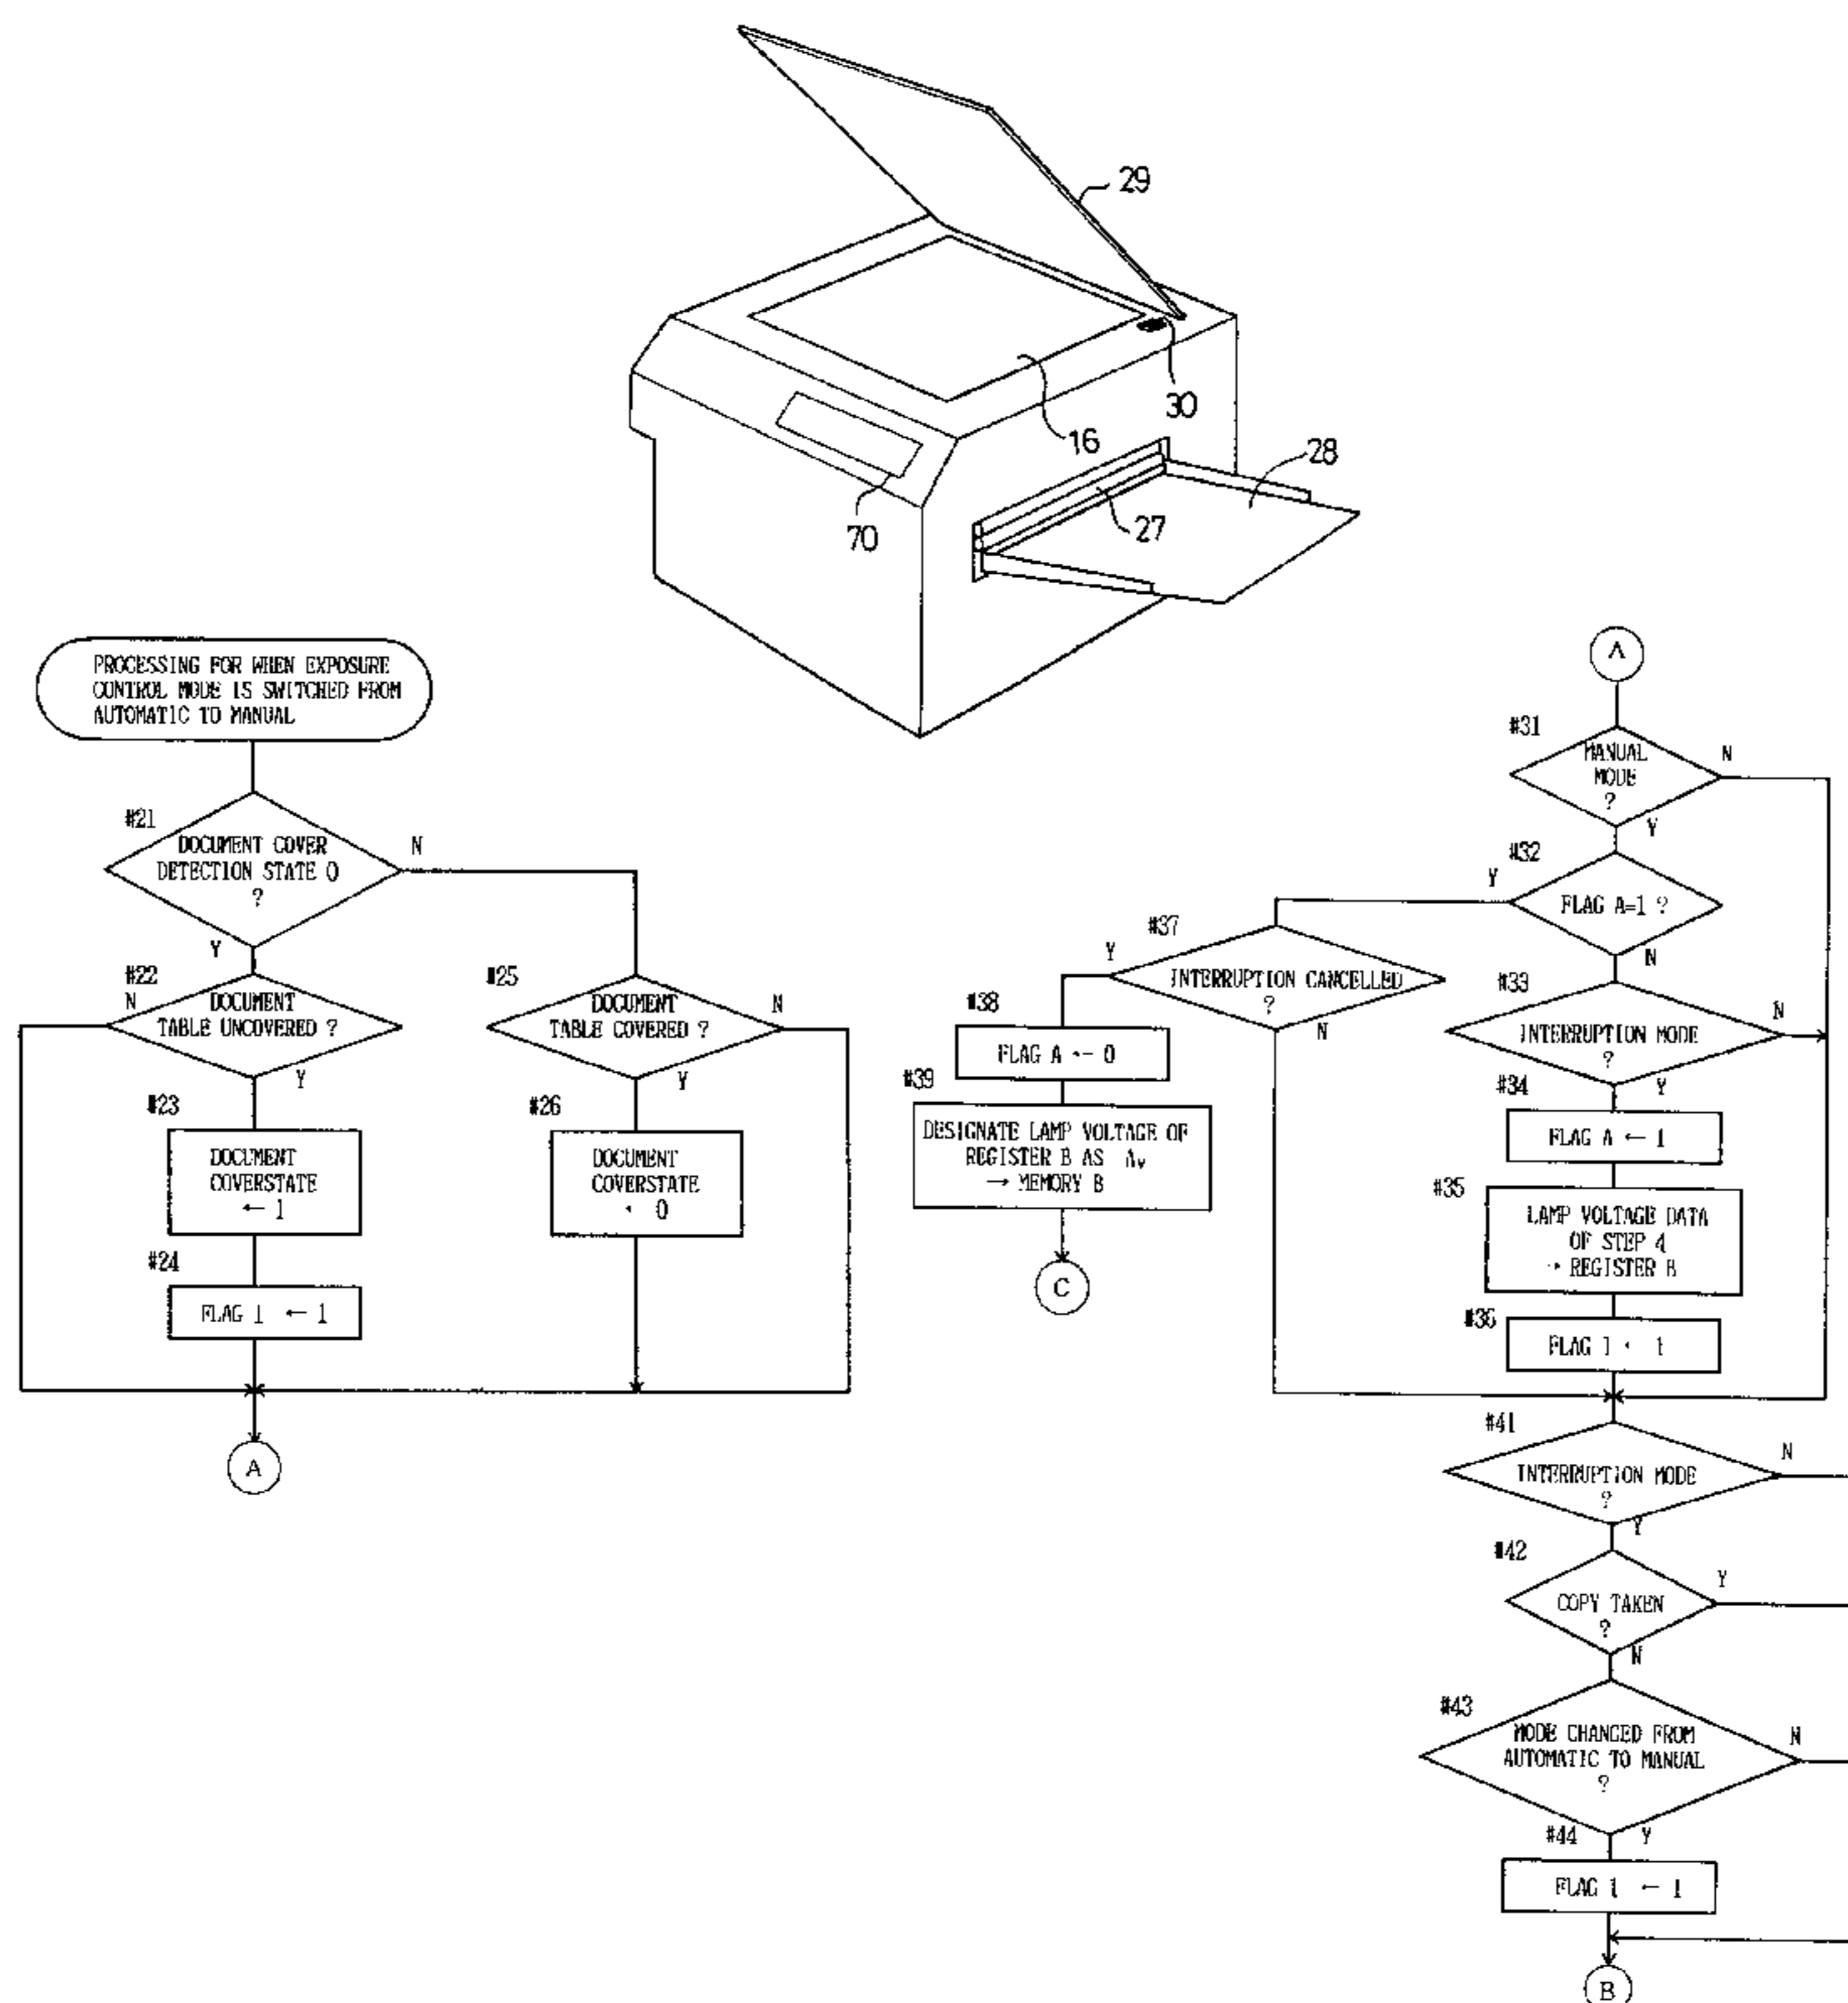 29
30
16
28
27
70
PROCESSING FOR WHEN EXPOSURE
CONTROL MODE IS SWITCHED FROM
AUTOMATIC TO MANUAL
#21
DOCUMENT COVER
DETECTION STATE 0
?
N
Y
#22
N
DOCUMENT
TABLE UNCOVERED ?
Y
#23
DOCUMENT
COVERSTATE
← 1
#24
FLAG 1 ← 1
A
#25
DOCUMENT
TABLE COVERED ?
N
Y
#26
DOCUMENT
COVERSTATE
← 0
A
#31
MANUAL
MODE
?
N
Y
#32
Y
FLAG A=1 ?
N
#37
Y
INTERRUPTION CANCELLED
?
N
#38
FLAG A ← 0
#39
DESIGNATE LAMP VOLTAGE OF
REGISTER B AS Av
→ MEMORY B
C
#33
INTERRUPTION MODE
?
N
Y
#34
FLAG A ← 1
#35
LAMP VOLTAGE DATA
OF STEP 4
→ REGISTER B
#36
FLAG 1 ← 1
#41
INTERRUPTION MODE
?
N
Y
#42
COPY TAKEN
?
Y
N
#43
MODE CHANGED FROM
AUTOMATIC TO MANUAL
?
N
Y
#44
FLAG 1 ← 1
B